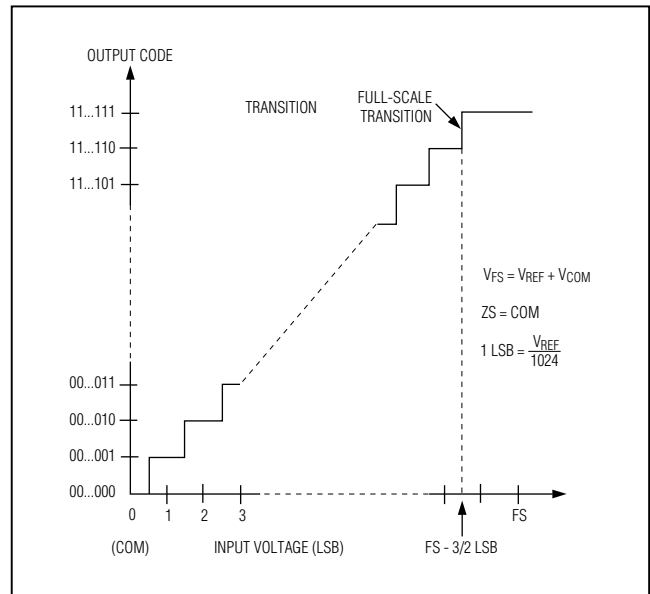 OUTPUT CODE
TRANSITION
FULL-SCALE
TRANSITION
11...111
11...110
11...101
VFS = VREF + VCOM
ZS = COM
1 LSB = VREF
1024
00...011
00...010
00...001
00...000
0 1 2 3 FS
(COM) INPUT VOLTAGE (LSB) FS - 3/2 LSB